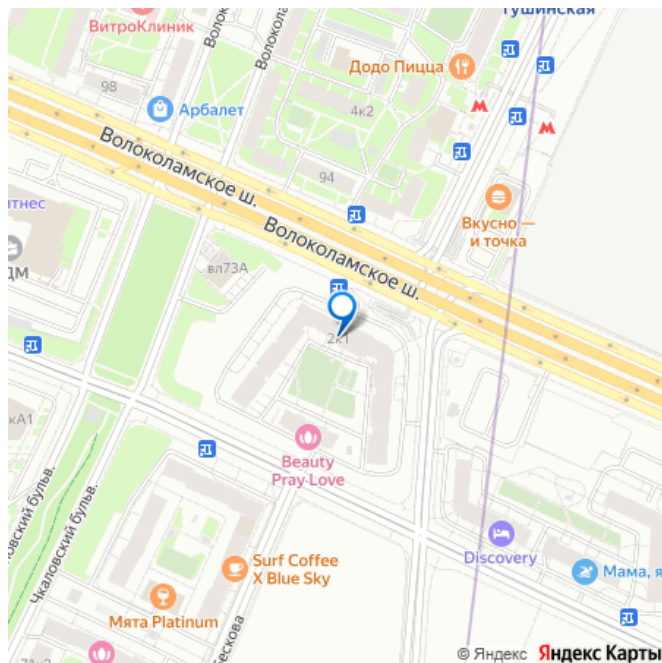 Тушинская
ВитроКлиник
Додо Пицца
98
Арбалет
4к2
Волоколамское ш.
94
Вкусно —
и точка
Волоколамское ш.
вл73А
2к1
Beauty
Pray Love
Чкаловский бульв.
Surf Coffee
X Blue Sky
Discovery
Мята Platinum
Мама, я
© Яндекс Яндекс Карты